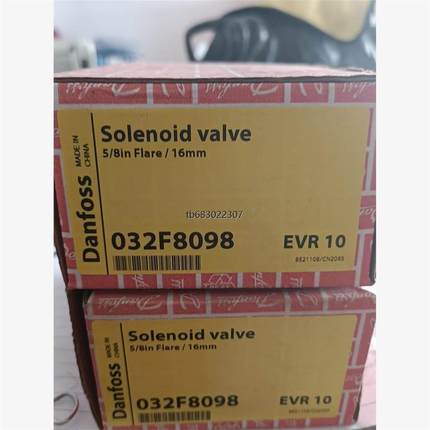 Danfoss
MADE IN
CHINA
Solenoid valve
5/8in Flare / 16mm
tb683022307
032F8098
EVR 10
Danfoss
MADE IN
CHINA
Solenoid valve
5/8in Flare / 16mm
032F8098
EVR 10